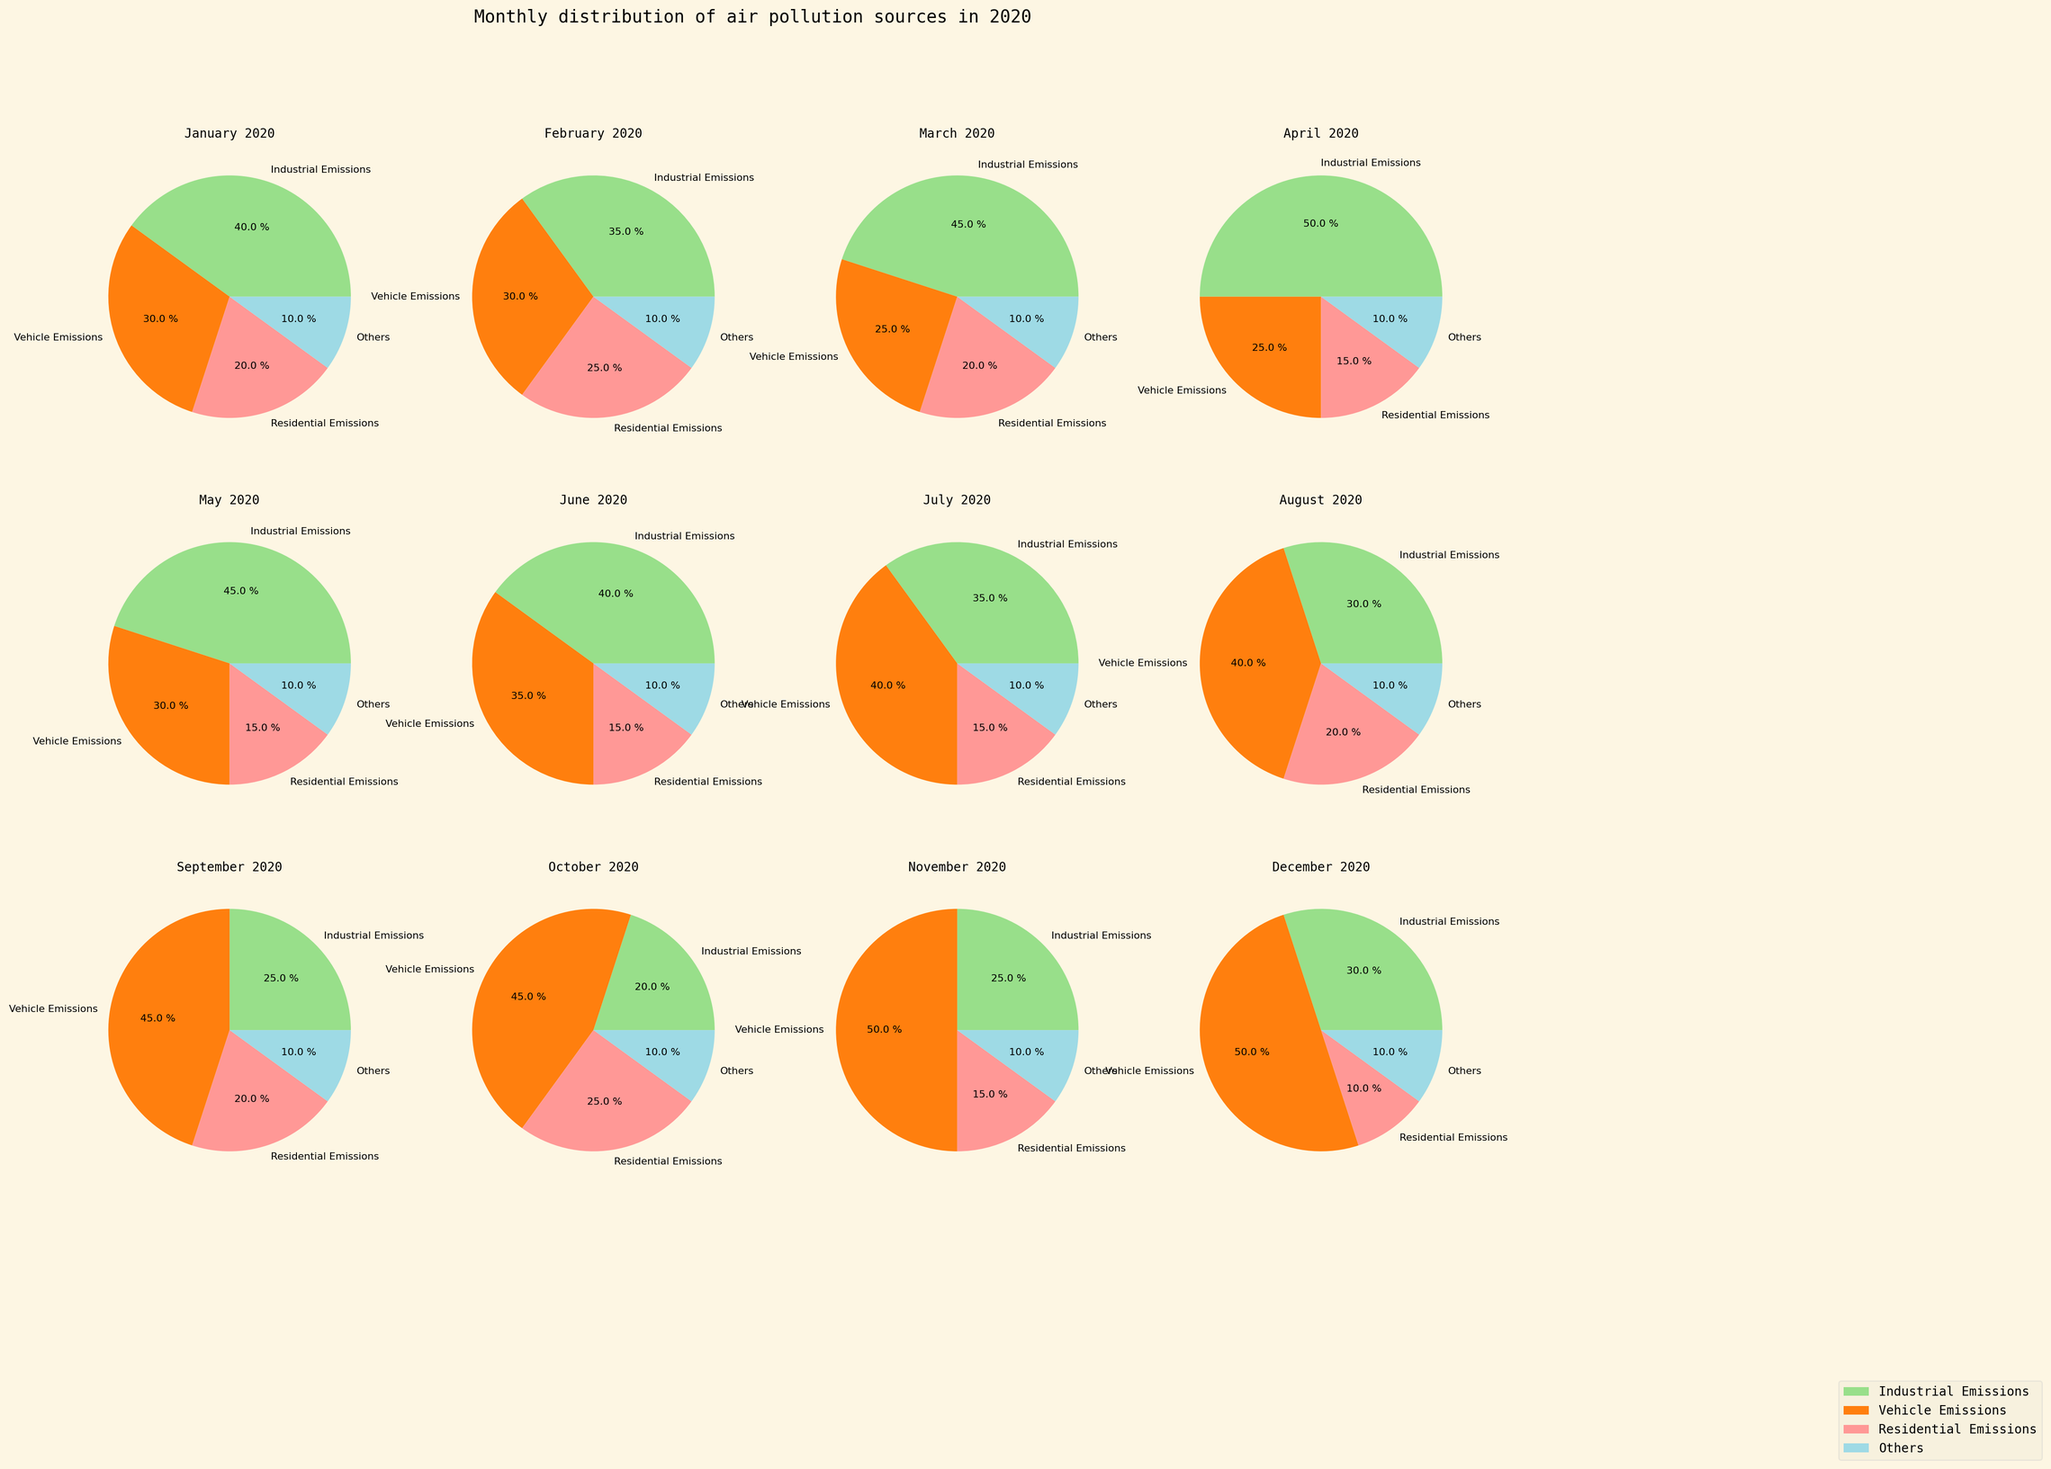 Monthly distribution of air pollution sources in 2020
January 2020
Industrial Emissions
40.0 %
30.0 %
Vehicle Emissions
20.0 %
Residential Emissions
10.0 %
Others
February 2020
Industrial Emissions
35.0 %
Vehicle Emissions
30.0 %
25.0 %
Residential Emissions
10.0 %
Others
March 2020
Industrial Emissions
45.0 %
25.0 %
Vehicle Emissions
20.0 %
Residential Emissions
10.0 %
Others
April 2020
Industrial Emissions
50.0 %
25.0 %
Vehicle Emissions
15.0 %
Residential Emissions
10.0 %
Others
May 2020
Industrial Emissions
45.0 %
30.0 %
Vehicle Emissions
15.0 %
Residential Emissions
10.0 %
Others
June 2020
Industrial Emissions
40.0 %
35.0 %
Vehicle Emissions
15.0 %
Residential Emissions
10.0 %
Others
July 2020
Industrial Emissions
35.0 %
40.0 %
Vehicle Emissions
15.0 %
Residential Emissions
10.0 %
Others
August 2020
Industrial Emissions
30.0 %
Vehicle Emissions
40.0 %
20.0 %
Residential Emissions
10.0 %
Others
September 2020
Industrial Emissions
25.0 %
Vehicle Emissions
45.0 %
20.0 %
Residential Emissions
10.0 %
Others
October 2020
Industrial Emissions
20.0 %
Vehicle Emissions
45.0 %
25.0 %
Residential Emissions
10.0 %
Others
November 2020
Industrial Emissions
25.0 %
Vehicle Emissions
50.0 %
15.0 %
Residential Emissions
10.0 %
Others
December 2020
Industrial Emissions
30.0 %
50.0 %
Vehicle Emissions
10.0 %
Residential Emissions
10.0 %
Others
Industrial Emissions
Vehicle Emissions
Residential Emissions
Others